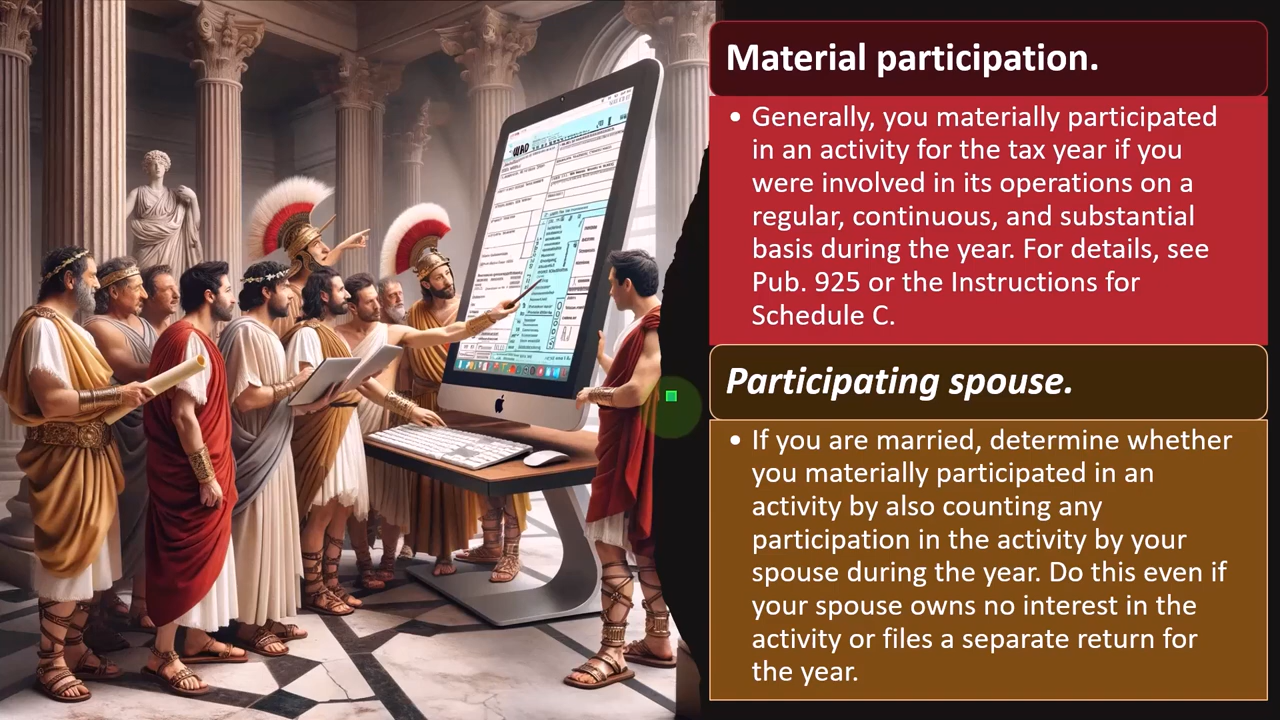 Material participation.
• Generally, you materially participated
in an activity for the tax year if you
were involved in its operations on a
regular, continuous, and substantial
basis during the year. For details, see
Pub. 925 or the Instructions for
Schedule C.
Participating spouse.
• If you are married, determine whether
you materially participated in an
activity by also counting any
participation in the activity by your
spouse during the year. Do this even if
your spouse owns no interest in the
activity or files a separate return for
the year.